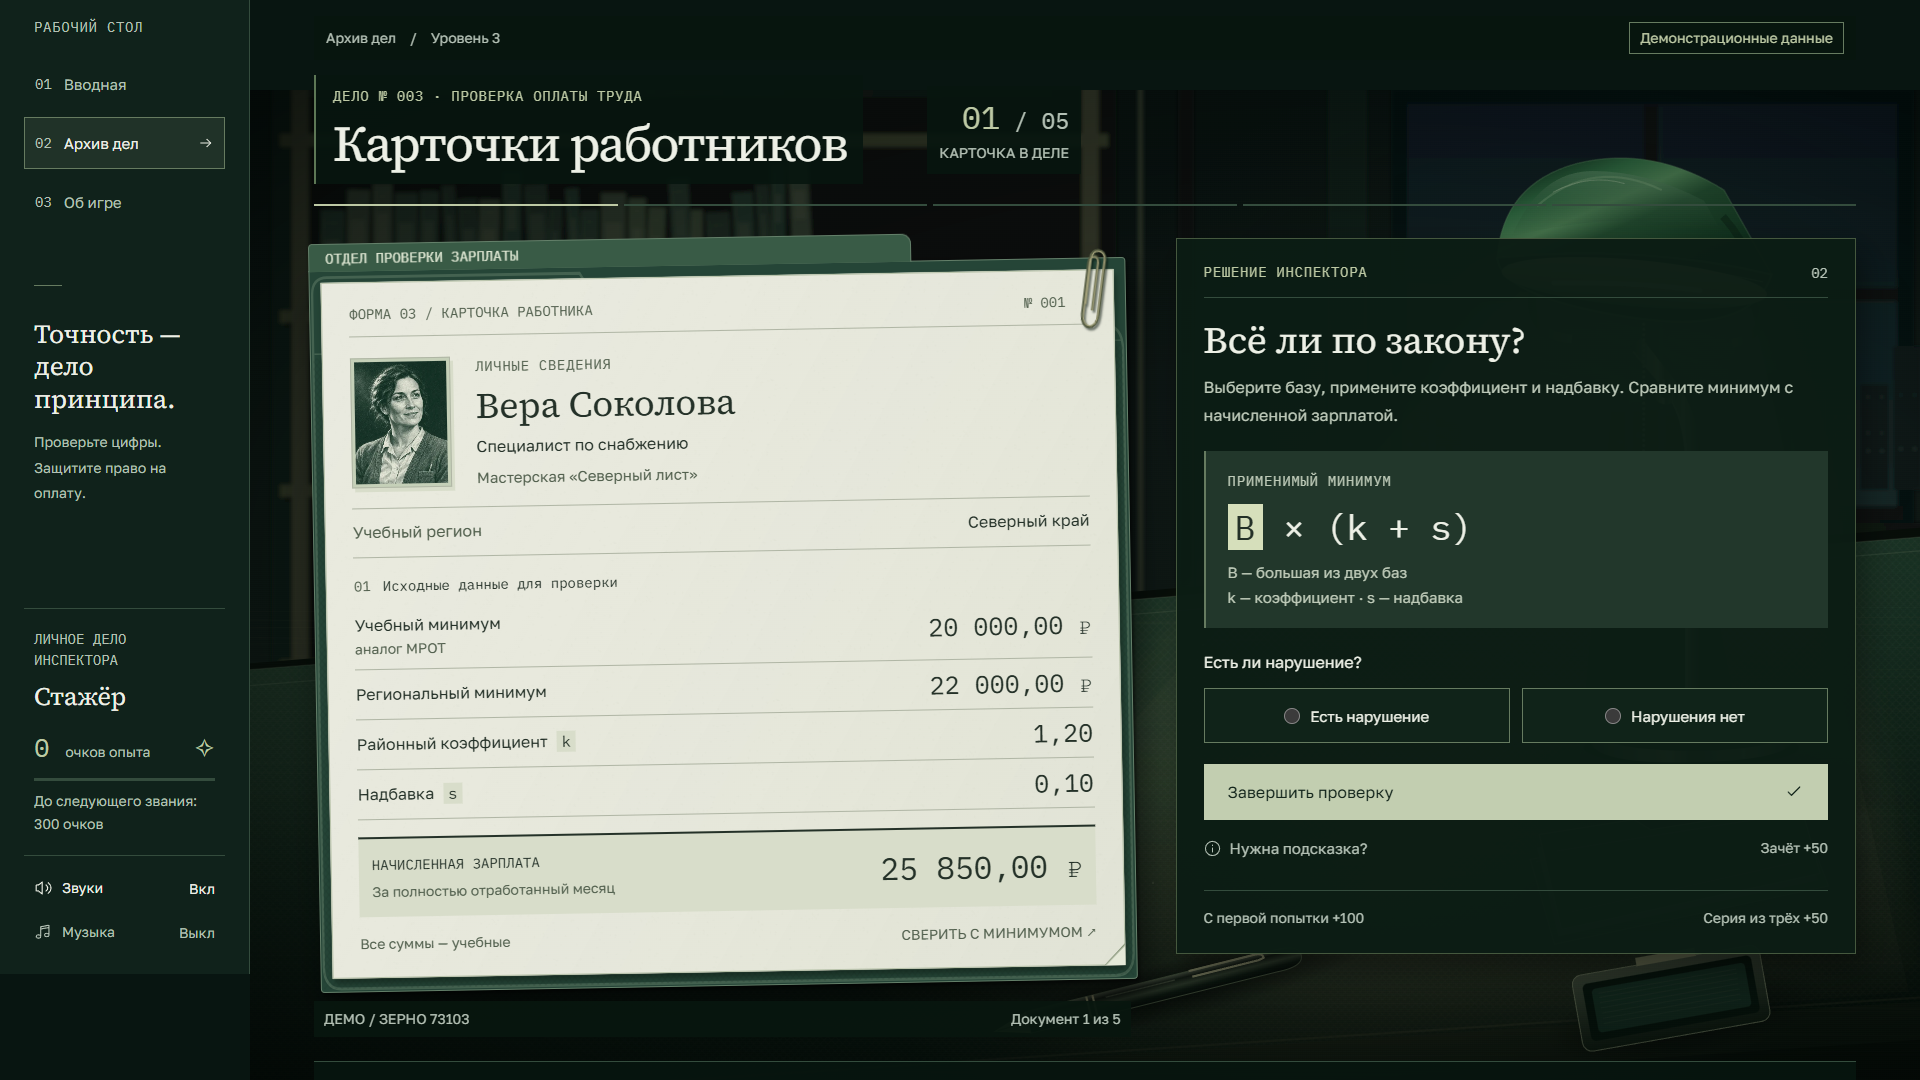 РАБОЧИЙ СТОЛ
01 Вводная
02 Архив дел →
03 Об игре
Точность —
дело
принципа.
Проверьте цифры.
Защитите право на
оплату.
ЛИЧНОЕ ДЕЛО
ИНСПЕКТОРА
Стажёр
0 очков опыта
До следующего звания:
300 очков
Звуки Вкл
Музыка Выкл
Архив дел / Уровень 3
Демонстрационные данные
ДЕЛО № 003 · ПРОВЕРКА ОПЛАТЫ ТРУДА
Карточки работников
01 / 05
КАРТОЧКА В ДЕЛЕ
ОТДЕЛ ПРОВЕРКИ ЗАРПЛАТЫ
ФОРМА 03 / КАРТОЧКА РАБОТНИКА № 001
ЛИЧНЫЕ СВЕДЕНИЯ
Вера Соколова
Специалист по снабжению
Мастерская «Северный лист»
Учебный регион Северный край
01 Исходные данные для проверки
Учебный минимум 20 000,00 ₽
аналог МРОТ
Региональный минимум 22 000,00 ₽
Районный коэффициент k 1,20
Надбавка s 0,10
НАЧИСЛЕННАЯ ЗАРПЛАТА 25 850,00 ₽
За полностью отработанный месяц
Все суммы — учебные СВЕРИТЬ С МИНИМУМОМ ↗
ДЕМО / ЗЕРНО 73103 Документ 1 из 5
РЕШЕНИЕ ИНСПЕКТОРА 02
Всё ли по закону?
Выберите базу, примените коэффициент и надбавку. Сравните минимум с
начисленной зарплатой.
ПРИМЕНИМЫЙ МИНИМУМ
B × (k + s)
B — большая из двух баз
k — коэффициент · s — надбавка
Есть ли нарушение?
Есть нарушение Нарушения нет
Завершить проверку ✓
Нужна подсказка? Зачёт +50
С первой попытки +100 Серия из трёх +50